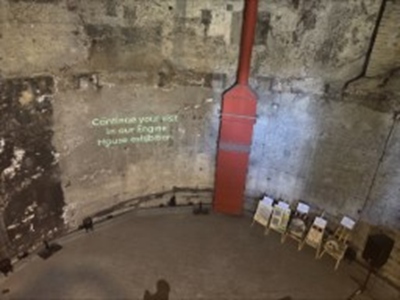 Continue your visit
in our Engine
House exhibition